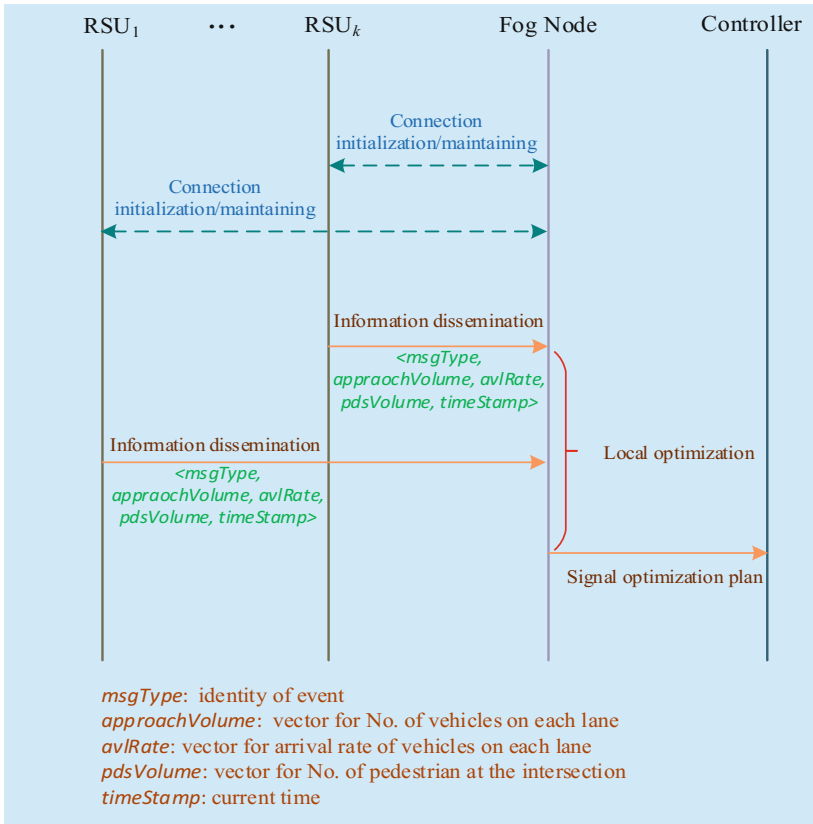 RSU1 ... RSUk Fog Node Controller
Connection
initialization/maintaining
Connection
initialization/maintaining
Information dissemination
<msgType,
appraochVolume, avlRate,
pdsVolume, timeStamp>
Information dissemination
<msgType,
appraochVolume, avlRate,
pdsVolume, timeStamp>
Local optimization
Signal optimization plan
msgType: identity of event
approachVolume: vector for No. of vehicles on each lane
avlRate: vector for arrival rate of vehicles on each lane
pdsVolume: vector for No. of pedestrian at the intersection
timeStamp: current time